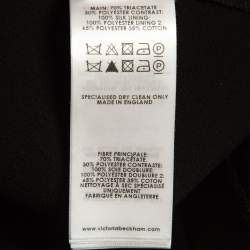 MAIN: 70% TRIACETATE
30% POLYESTER CONTRAST:
100% SILK LINING:
100% POLYESTER LINING 2:
65% POLYESTER 35% COTTON
SPECIALISED DRY CLEAN ONLY
MADE IN ENGLAND
FIBRE PRINCIPALE:
70% TRIACETATE
30% POLYESTER CONTRASTE:
100% SOIE DOUBLURE
100% POLYESTER DOUBLURE 2:
65% POLYESTER 35% COTON
NETTOYAGE A SEC SPÉCIALISÉ
UNIQUEMENT
FABRIQUÉ EN ANGLETERRE
www.victoriabeckham.com